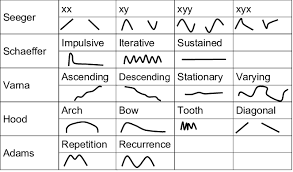 xx xy xyy xyx
Seeger
Impulsive Iterative Sustained
Schaeffer
Ascending Descending Stationary Varying
Varna
Arch Bow Tooth Diagonal
Hood
Repetition Recurrence
Adams